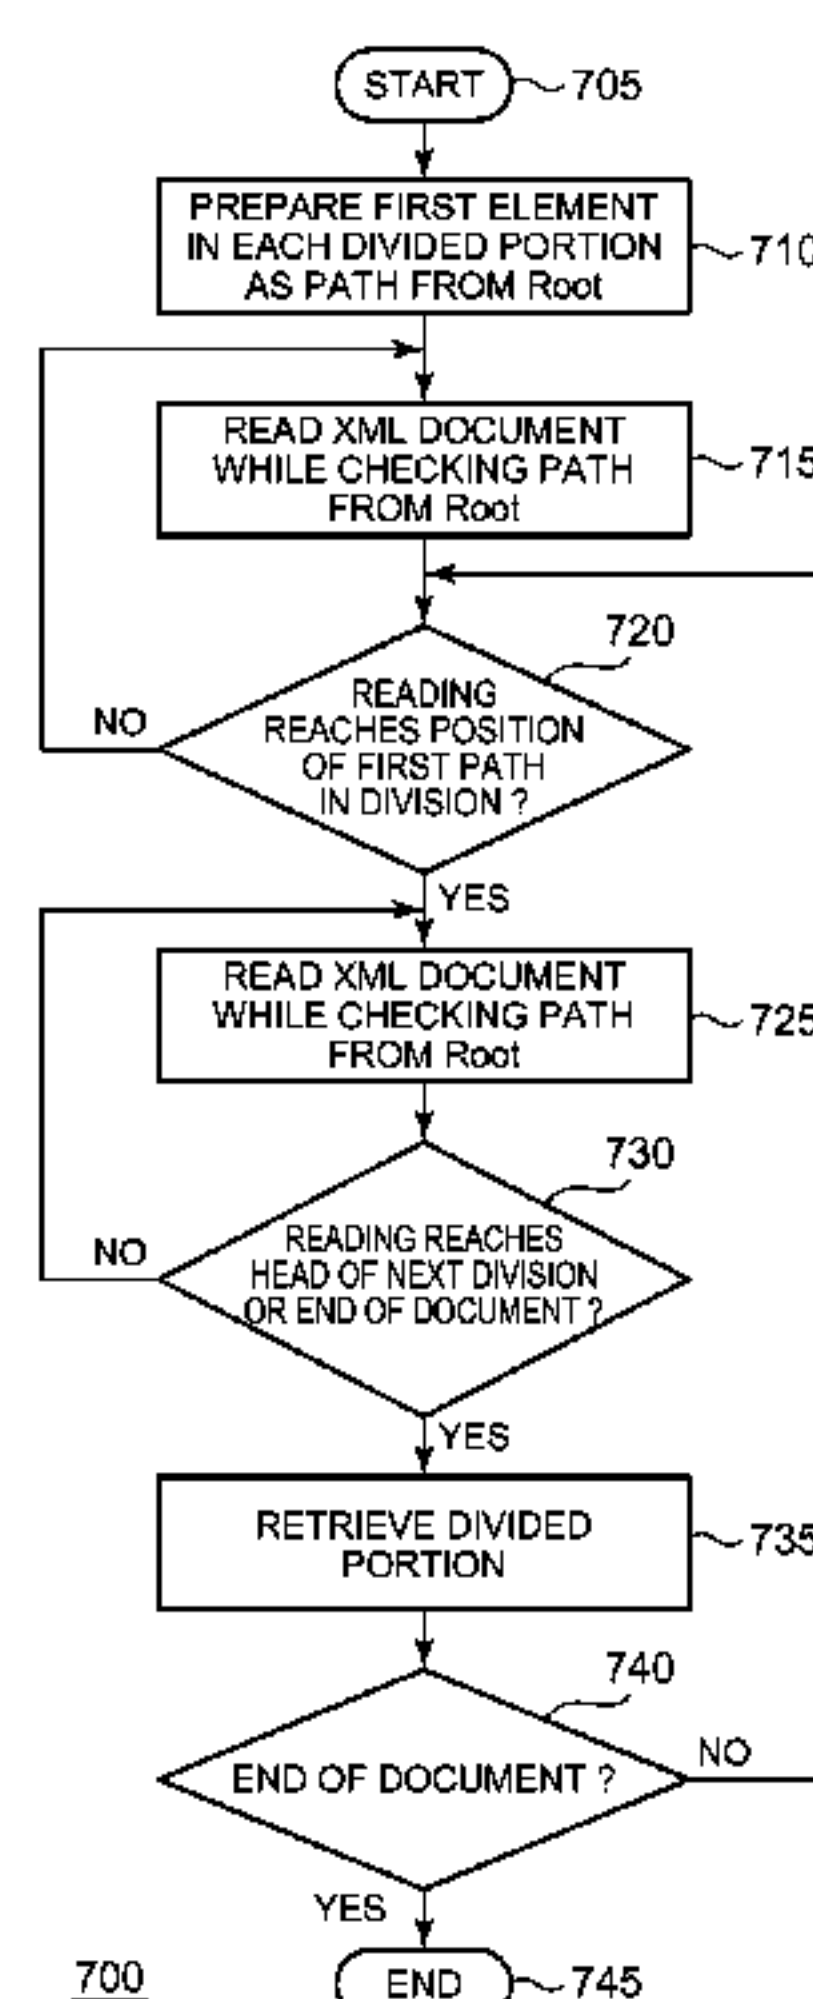 START
705
PREPARE FIRST ELEMENT
IN EACH DIVIDED PORTION
AS PATH FROM Root
710
READ XML DOCUMENT
WHILE CHECKING PATH
FROM Root
715
720
READING
REACHES POSITION
OF FIRST PATH
IN DIVISION ?
NO
YES
READ XML DOCUMENT
WHILE CHECKING PATH
FROM Root
725
730
READING REACHES
HEAD OF NEXT DIVISION
OR END OF DOCUMENT ?
NO
YES
RETRIEVE DIVIDED
PORTION
735
740
END OF DOCUMENT ?
NO
YES
END
745
700